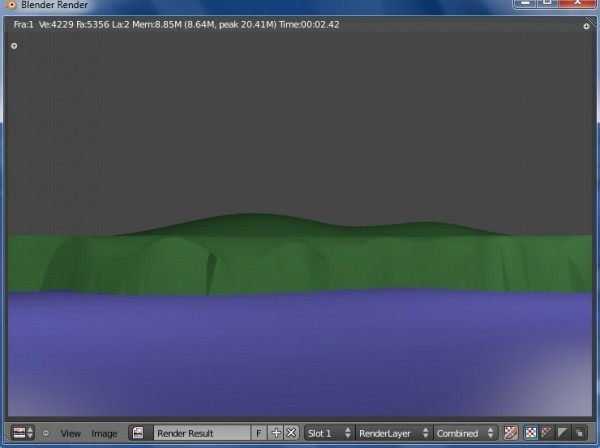 Blender Render
Fra:1 Ve:4229 Fa:5356 La:2 Mem:8.85M (8.64M, peak 20.41M) Time:00:02.42
View Image Render Result F Slot 1 RenderLayer Combined